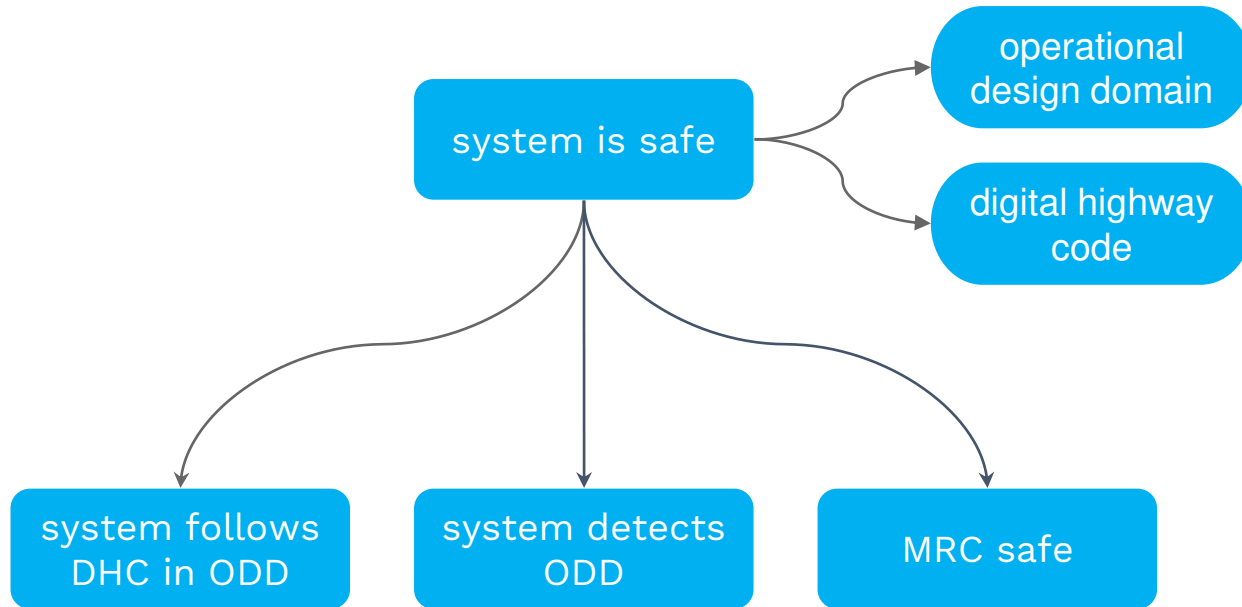 operational
design domain
system is safe
digital highway
code
system follows
DHC in ODD
system detects
ODD
MRC safe